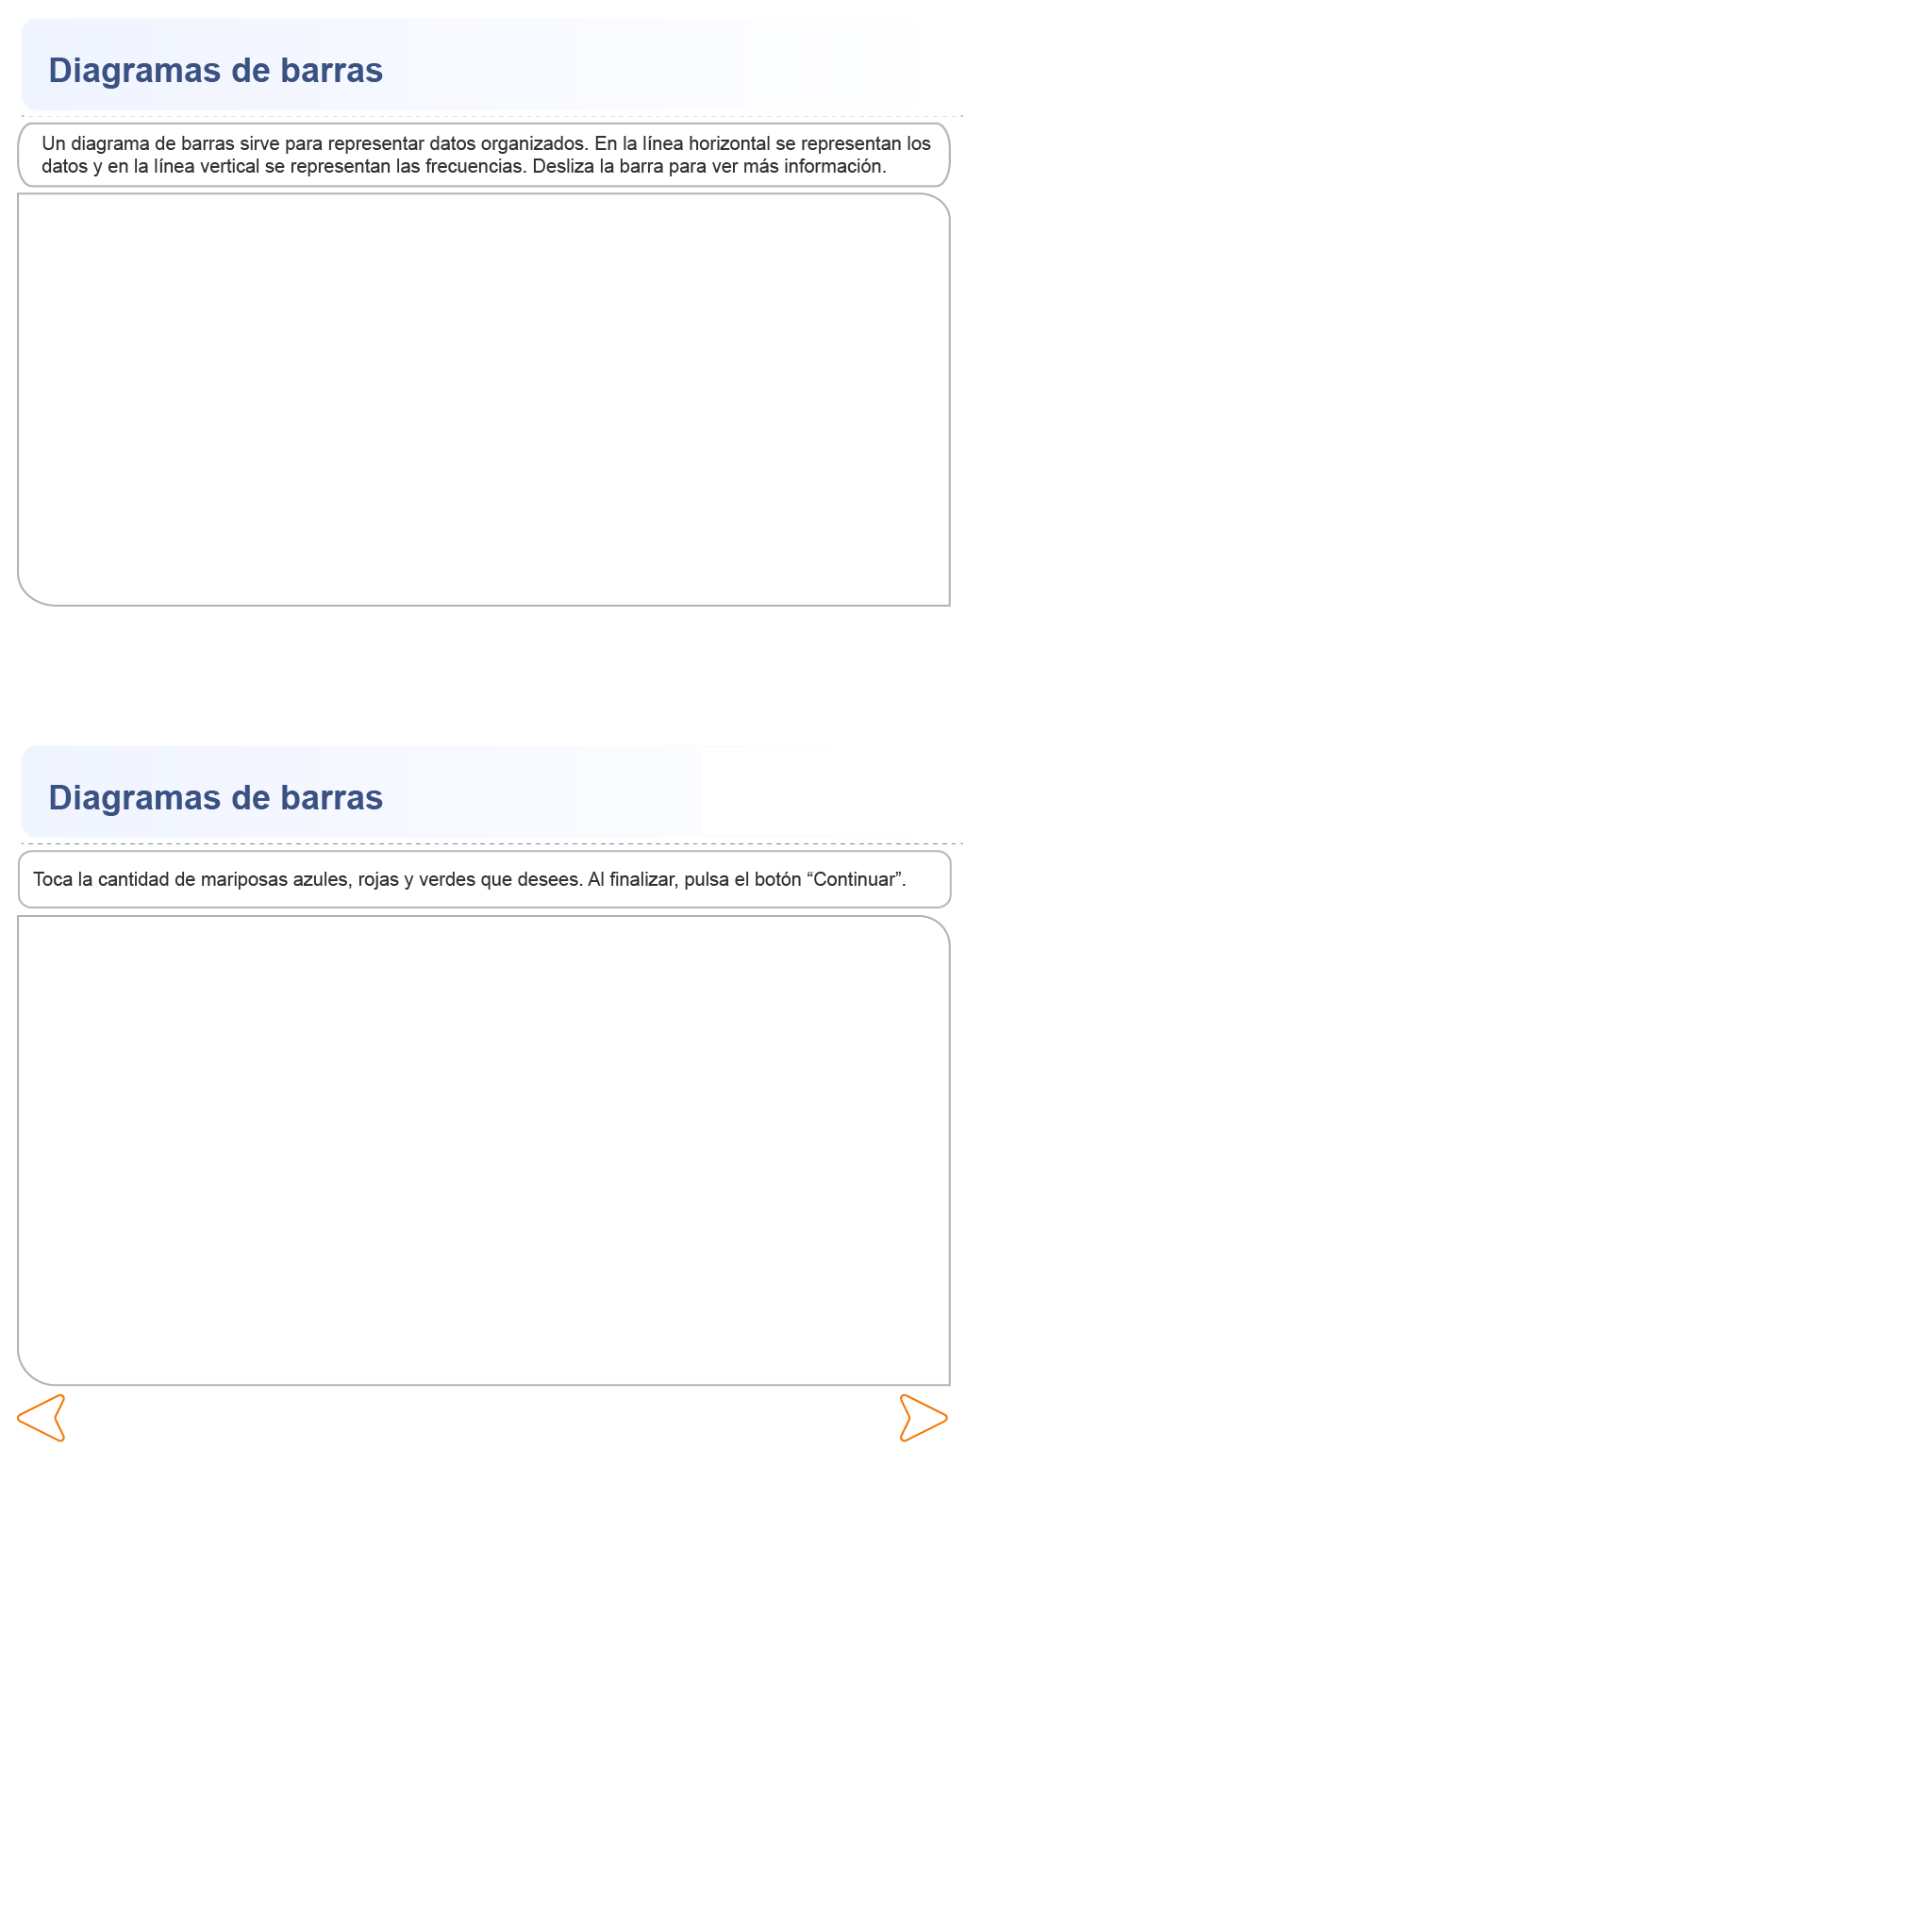 Diagramas de barras
Un diagrama de barras sirve para representar datos organizados. En la línea horizontal se representan los
datos y en la línea vertical se representan las frecuencias. Desliza la barra para ver más información.
Diagramas de barras
Toca la cantidad de mariposas azules, rojas y verdes que desees. Al finalizar, pulsa el botón “Continuar”.